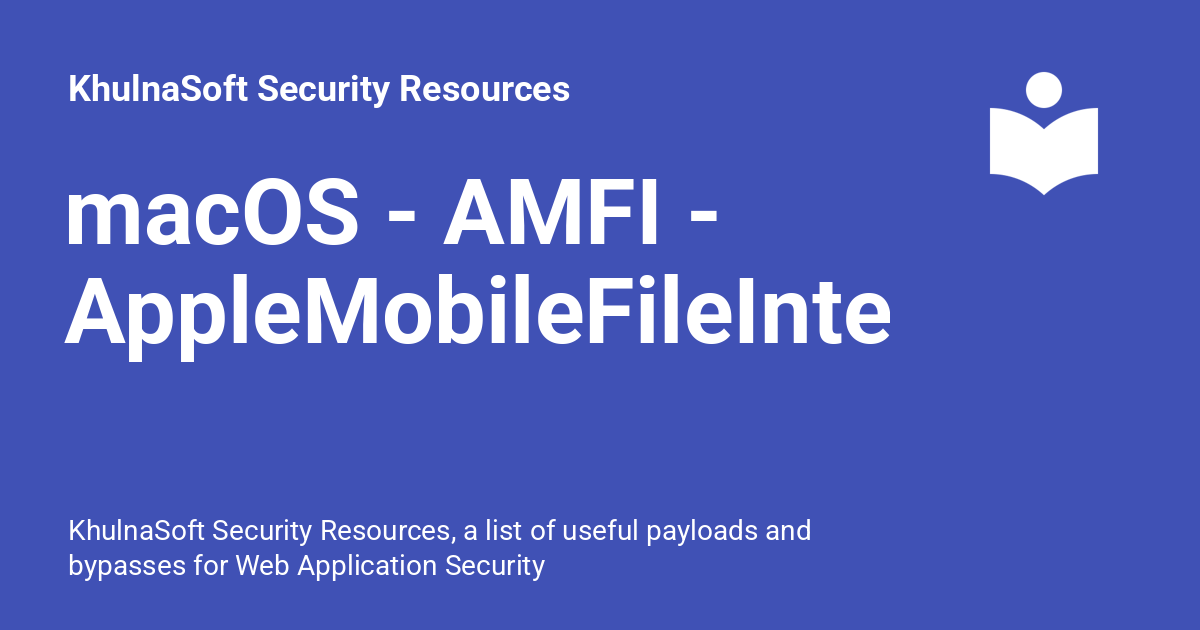 KhulnaSoft Security Resources
macOS - AMFI -
AppleMobileFileInte
KhulnaSoft Security Resources, a list of useful payloads and
bypasses for Web Application Security